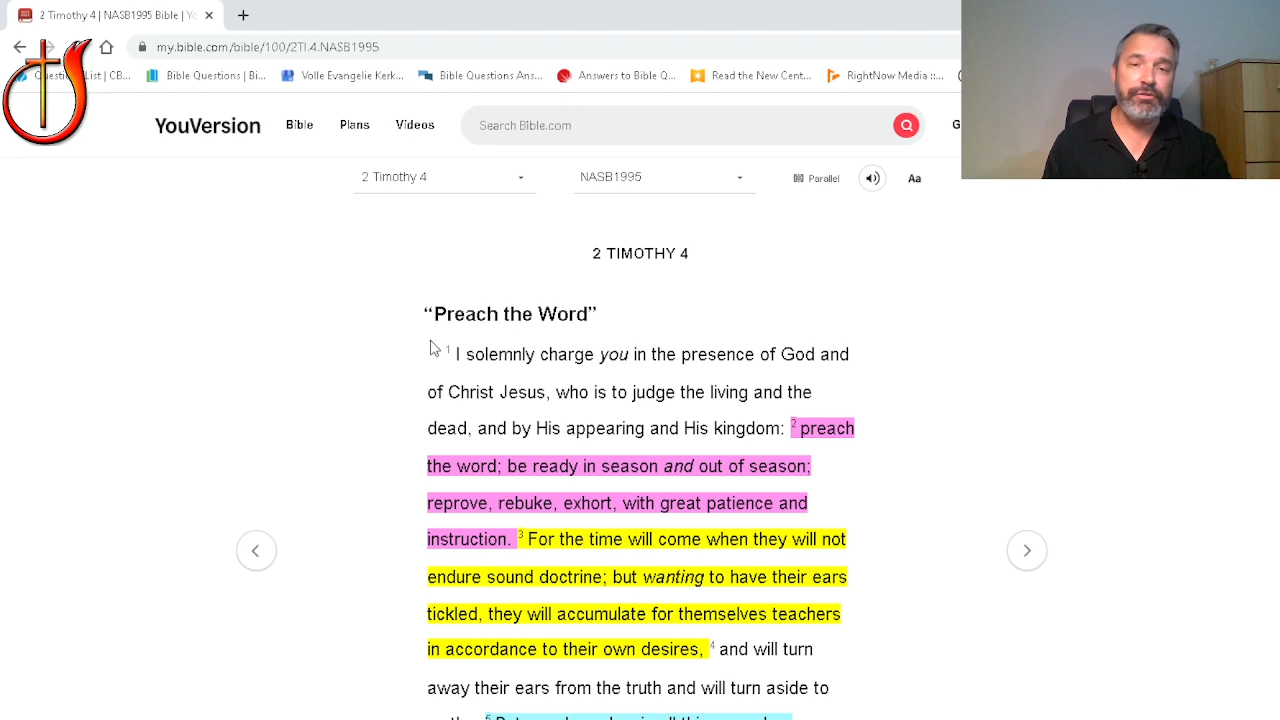 2 Timothy 4 | NASB1995 Bible | Yo
my.bible.com/bible/100/2TI.4.NASB1995
List | CB...
Bible Questions | Bi...
Volle Evangelie Kerk...
Bible Questions Ans...
Answers to Bible Q...
Read the New Cent...
RightNow Media ::...
YouVersion
Bible
Plans
Videos
Search Bible.com
G
2 Timothy 4
NASB1995
Parallel
Aa
2 TIMOTHY 4
“Preach the Word”
1 I solemnly charge you in the presence of God and
of Christ Jesus, who is to judge the living and the
dead, and by His appearing and His kingdom: 2 preach
the word; be ready in season and out of season;
reprove, rebuke, exhort, with great patience and
instruction. 3 For the time will come when they will not
endure sound doctrine; but wanting to have their ears
tickled, they will accumulate for themselves teachers
in accordance to their own desires, 4 and will turn
away their ears from the truth and will turn aside to